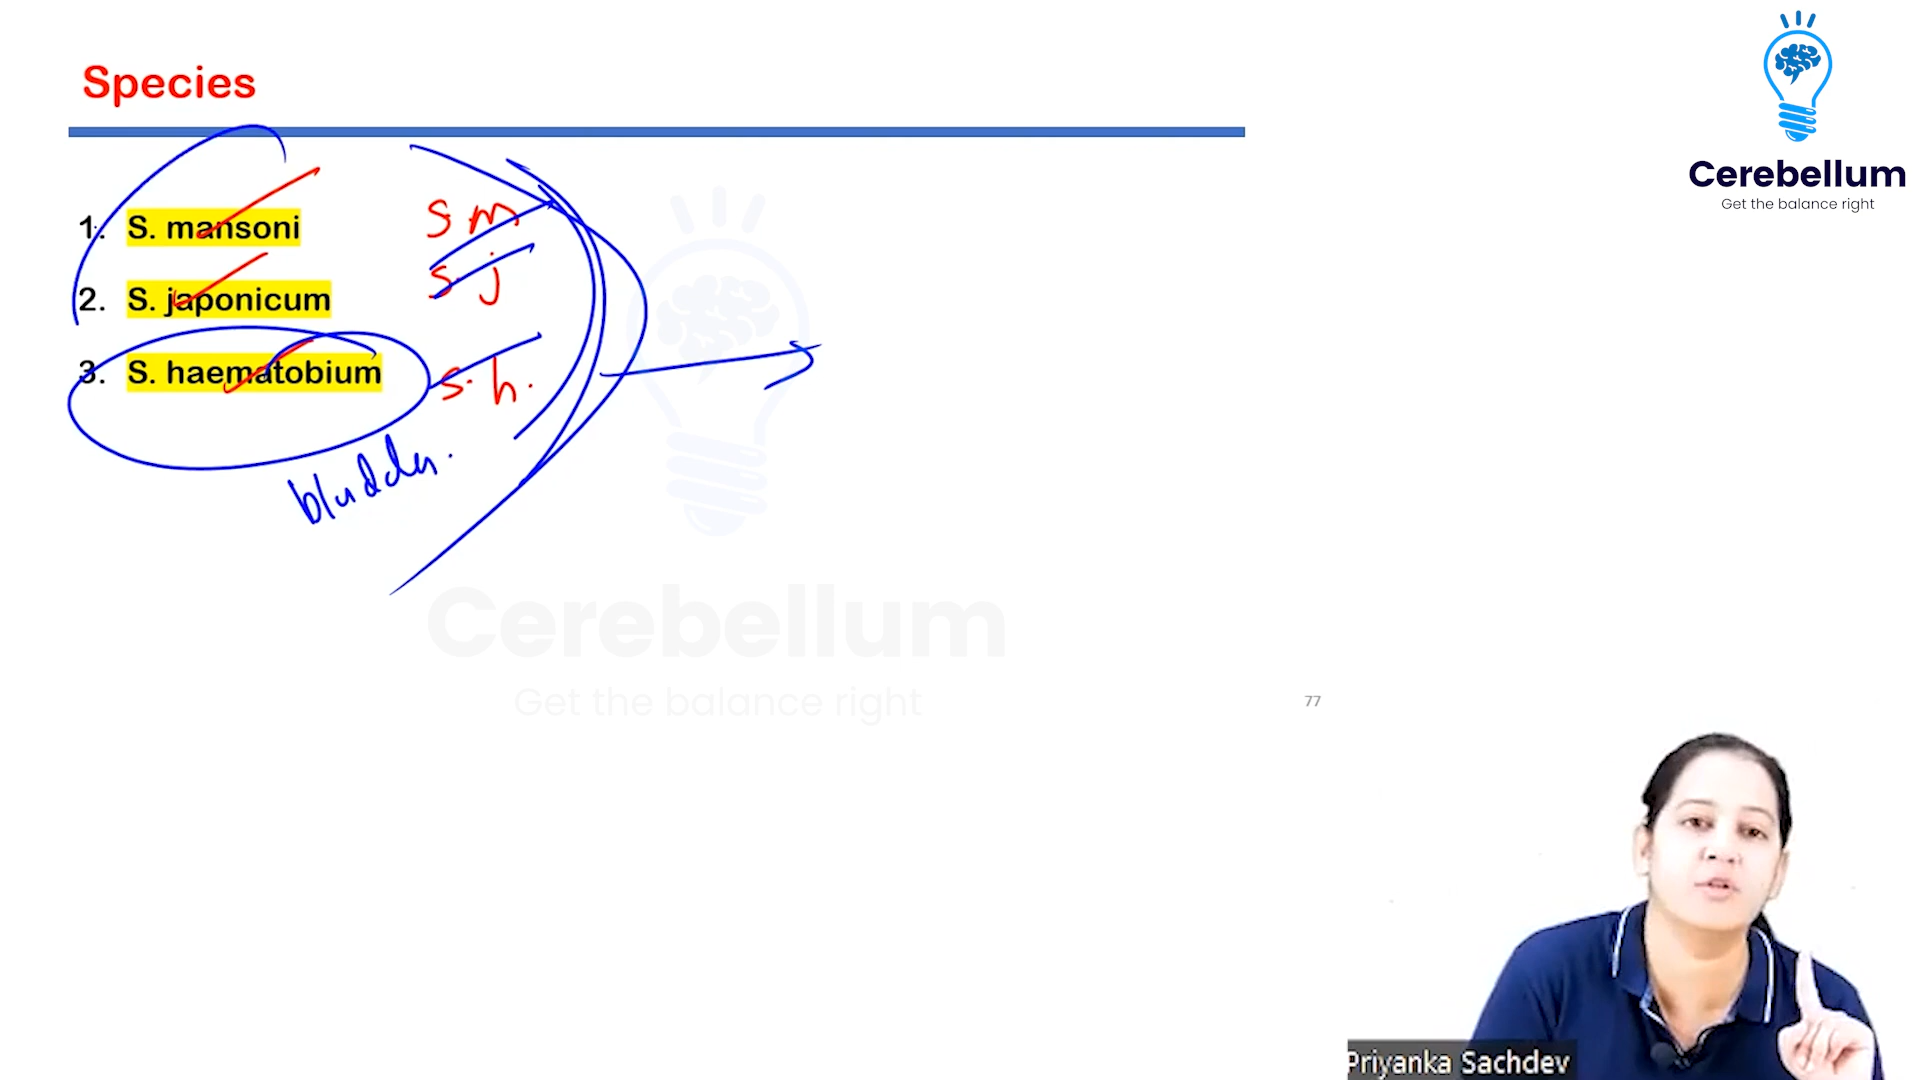 Species
Cerebellum
Get the balance right
1. S. mansoni
S. m
2. S. japonicum
S. j
3. S. haematobium
S. h.
bladder.
Cerebellum
Get the balance right
77
Priyanka Sachdev